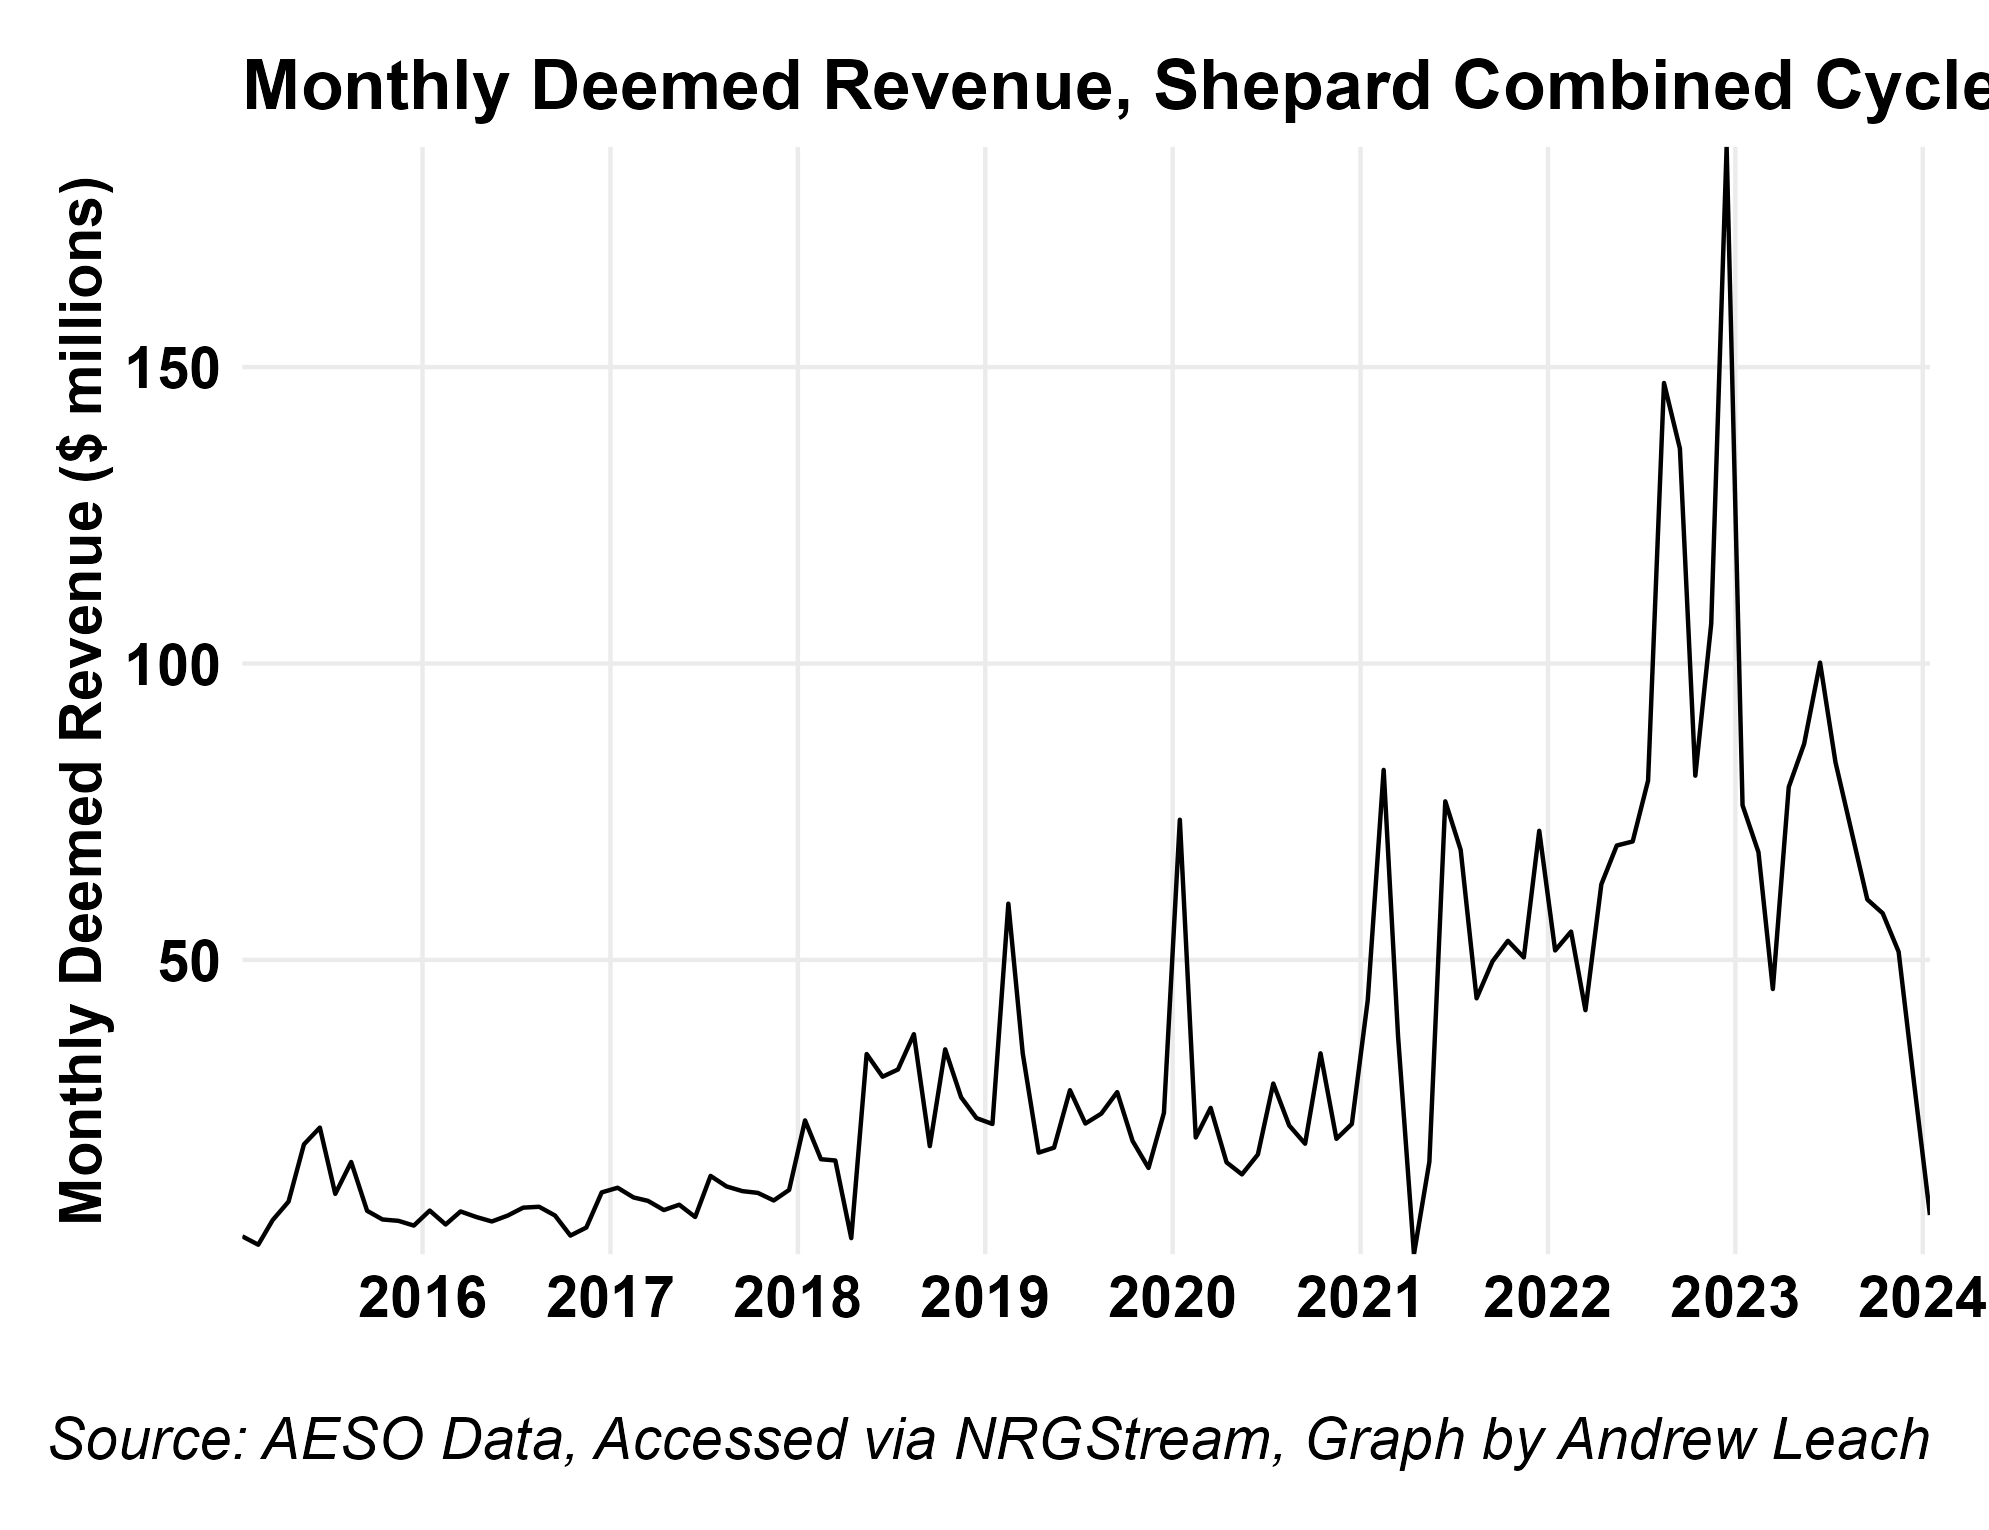 Monthly Deemed Revenue, Shepard Combined Cycle
Monthly Deemed Revenue ($ millions)
150
100
50
2016 2017 2018 2019 2020 2021 2022 2023 2024
Source: AESO Data, Accessed via NRGStream, Graph by Andrew Leach